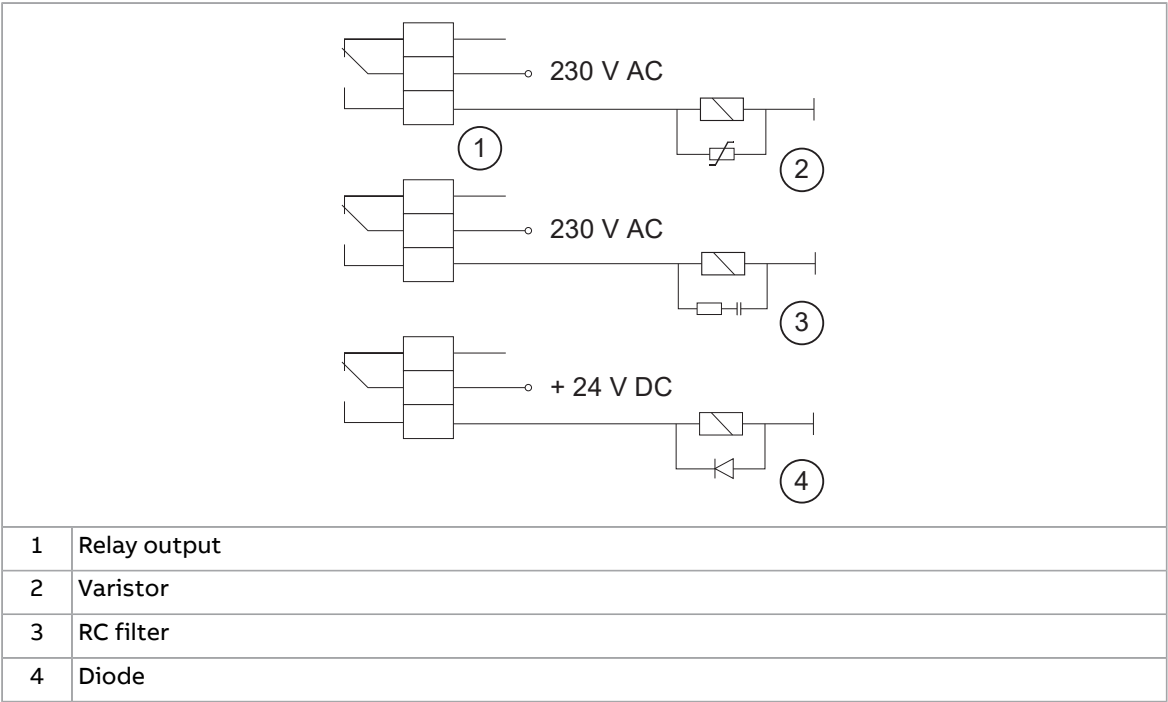 230 V AC
1
2
230 V AC
3
+ 24 V DC
4
1 Relay output
2 Varistor
3 RC filter
4 Diode